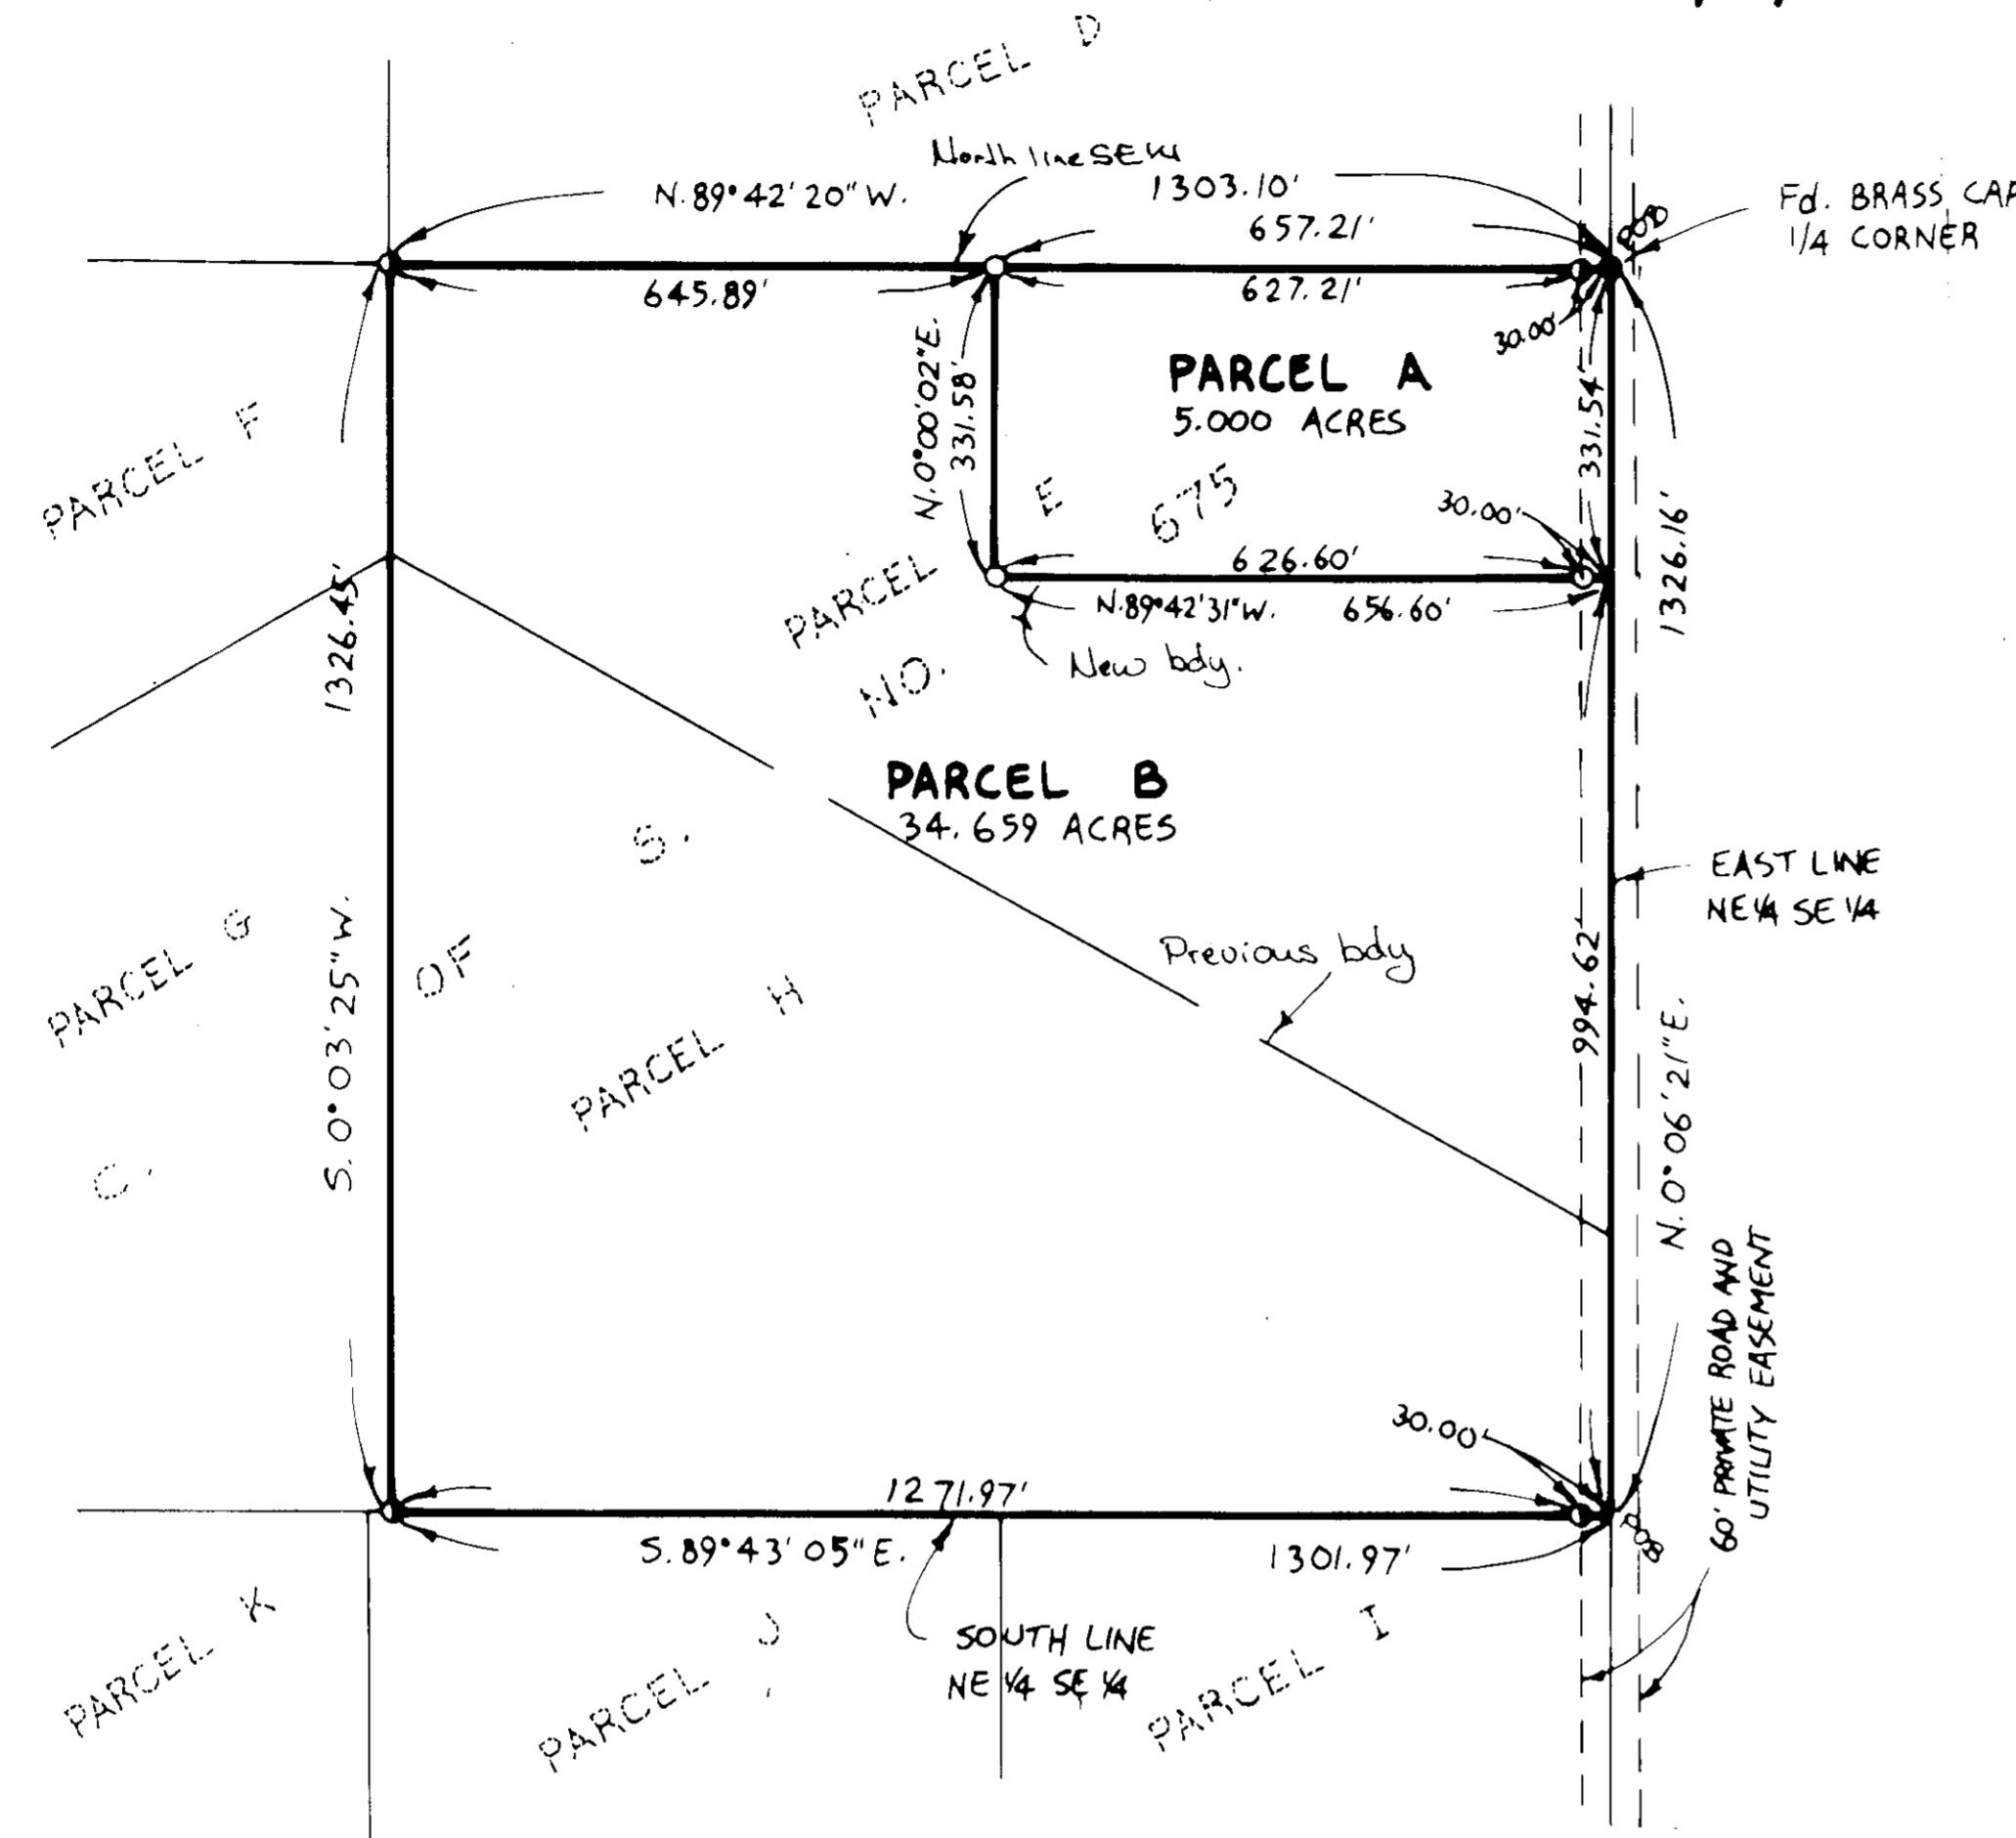 PARCEL D
North line SE¼
N.89°42'20"W.
1303.10'
657.21'
Fd. BRASS CAP
1/4 CORNER
645.89'
627.21'
30.00'
PARCEL A
5.000 ACRES
N.0°00'02"E.
331.58'
331.54'
1326.16'
PARCEL F
PARCEL E
675
30.00'
626.60'
N.89°42'31"W.
656.60'
New bdy.
NO.
1326.45'
PARCEL B
34.659 ACRES
S.
EAST LINE
NE¼ SE¼
Previous bdy
994.62'
PARCEL G
OF
PARCEL H
S.0°03'25"W.
N.0°06'21"E.
C.
30.00'
60' PRIVATE ROAD AND
UTILITY EASEMENT
1271.97'
S.89°43'05"E.
1301.97'
SOUTH LINE
NE ¼ SE ¼
PARCEL K
PARCEL J
PARCEL I